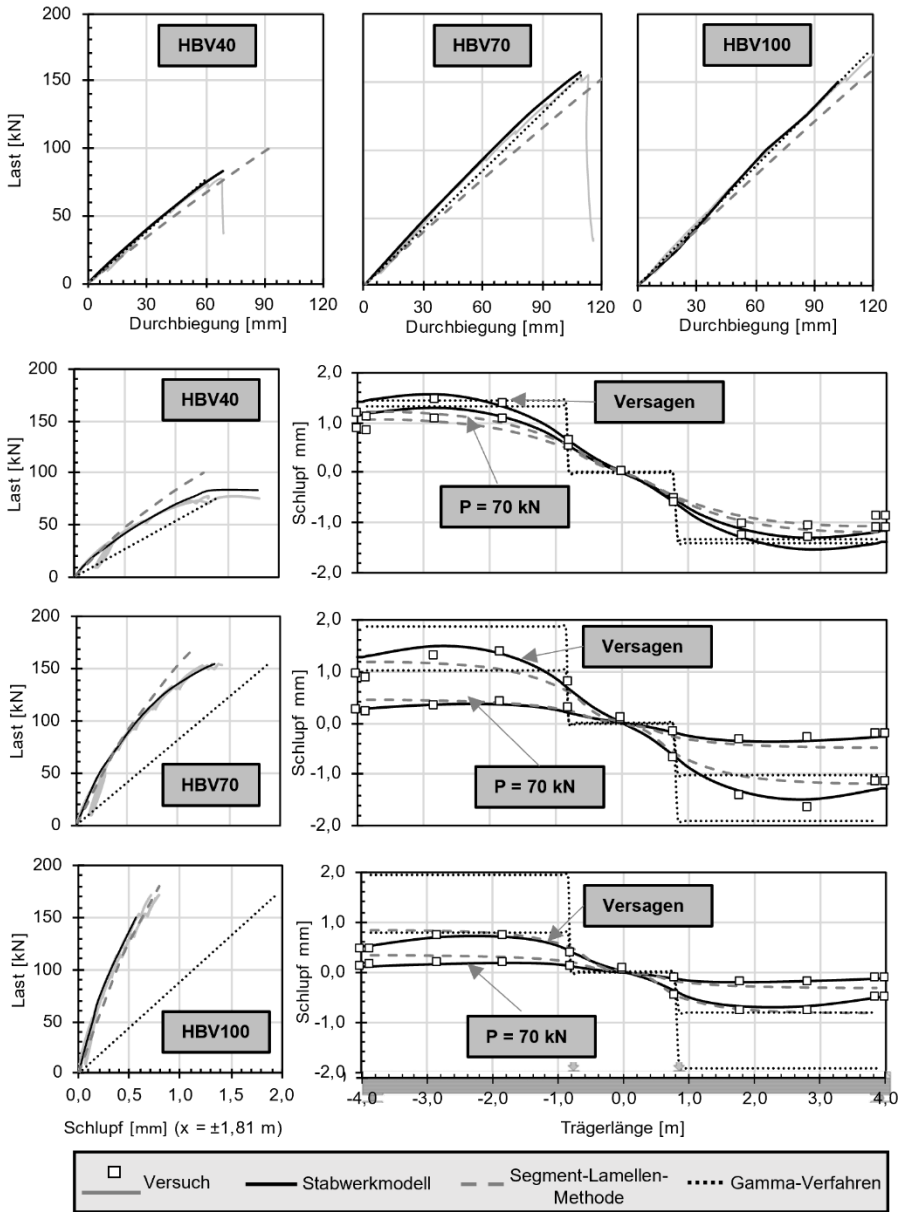 HBV40
HBV70
HBV100
Last [kN]
200
150
100
50
0
0 30 60 90 120
0 30 60 90 120
0 30 60 90 120
Durchbiegung [mm]
Durchbiegung [mm]
Durchbiegung [mm]
Last [kN]
200
150
100
50
0
HBV40
Schlupf mm]
2,0
1,0
0,0
-1,0
-2,0
Versagen
P = 70 kN
Last [kN]
200
150
100
50
0
HBV70
Schlupf mm]
2,0
1,0
0,0
-1,0
-2,0
Versagen
P = 70 kN
Last [kN]
200
150
100
50
0
HBV100
0,0 0,5 1,0 1,5 2,0
Schlupf [mm] (x = ±1,81 m)
Schlupf mm]
2,0
1,0
0,0
-1,0
-2,0
Versagen
P = 70 kN
-4,0 -3,0 -2,0 -1,0 0,0 1,0 2,0 3,0 4,0
Trägerlänge [m]
Versuch
Stabwerkmodell
Segment-Lamellen-
Methode
Gamma-Verfahren